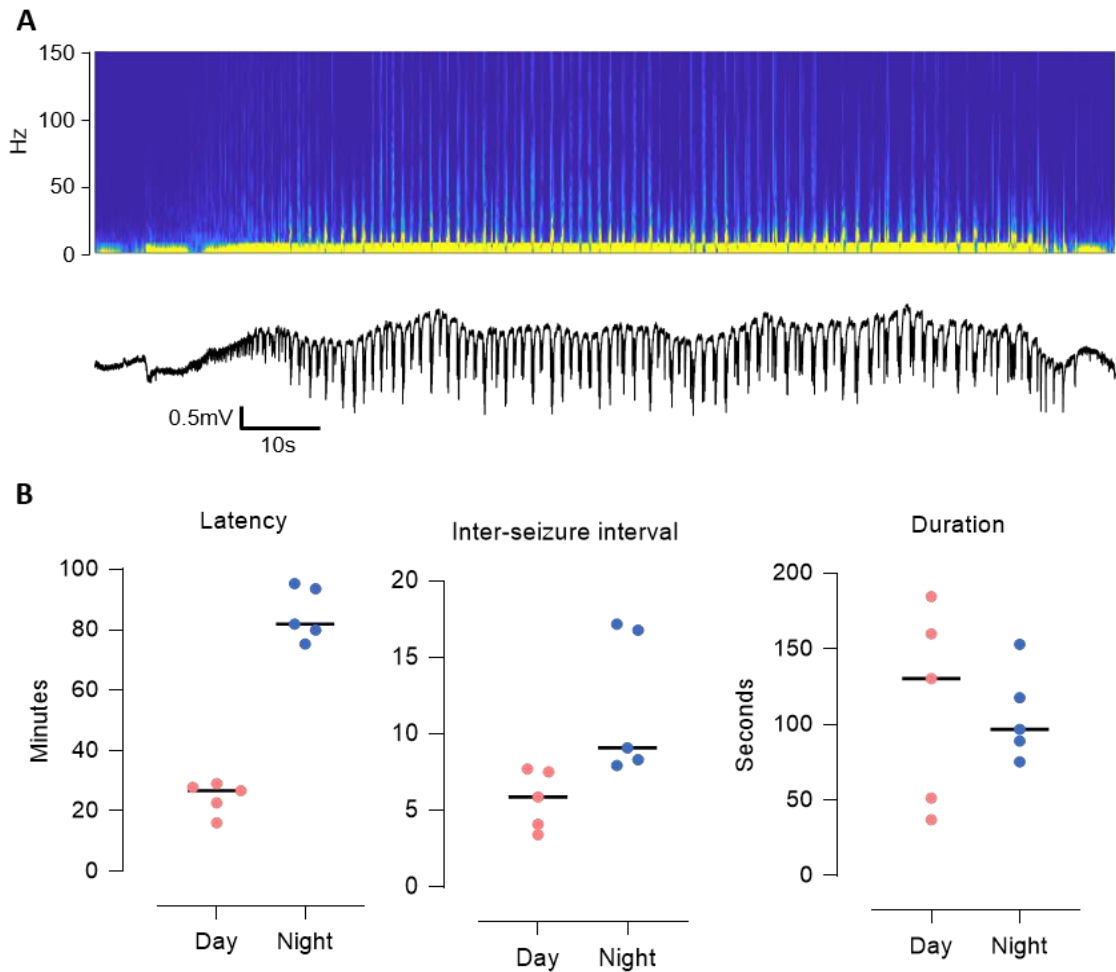 A
150
100
50
0
Hz
0.5mV
10s
B
Latency
100
80
60
40
20
0
Minutes
Day Night
Inter-seizure interval
20
15
10
5
0
Day Night
Duration
200
150
100
50
0
Seconds
Day Night